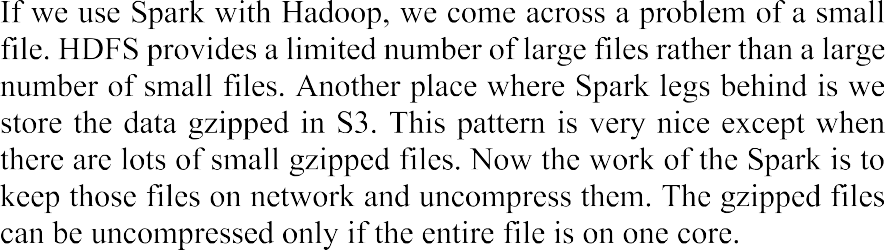 If we use Spark with Hadoop, we come across a problem of a small
file. HDFS provides a limited number of large files rather than a large
number of small files. Another place where Spark legs behind is we
store the data gzipped in S3. This pattern is very nice except when
there are lots of small gzipped files. Now the work of the Spark is to
keep those files on network and uncompress them. The gzipped files
can be uncompressed only if the entire file is on one core.